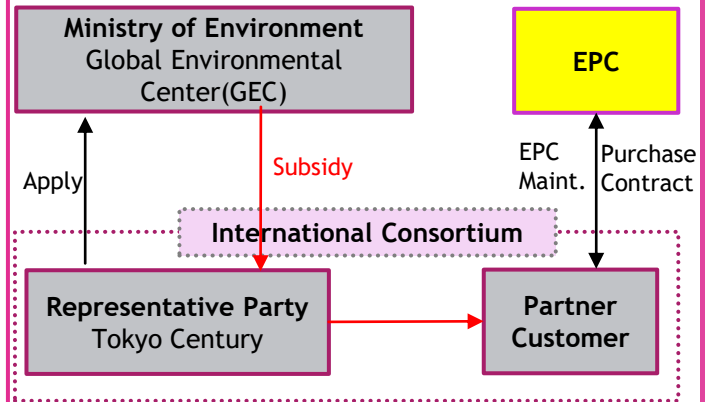 Ministry of Environment
Global Environmental
Center(GEC)
EPC
Apply
Subsidy
EPC
Maint.
Purchase
Contract
International Consortium
Representative Party
Tokyo Century
Partner
Customer